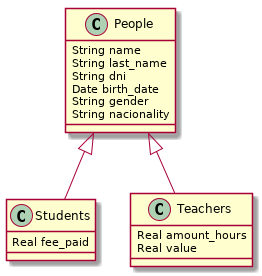 C People
String name
String last_name
String dni
Date birth_date
String gender
String nacionality
C Students
Real fee_paid
C Teachers
Real amount_hours
Real value